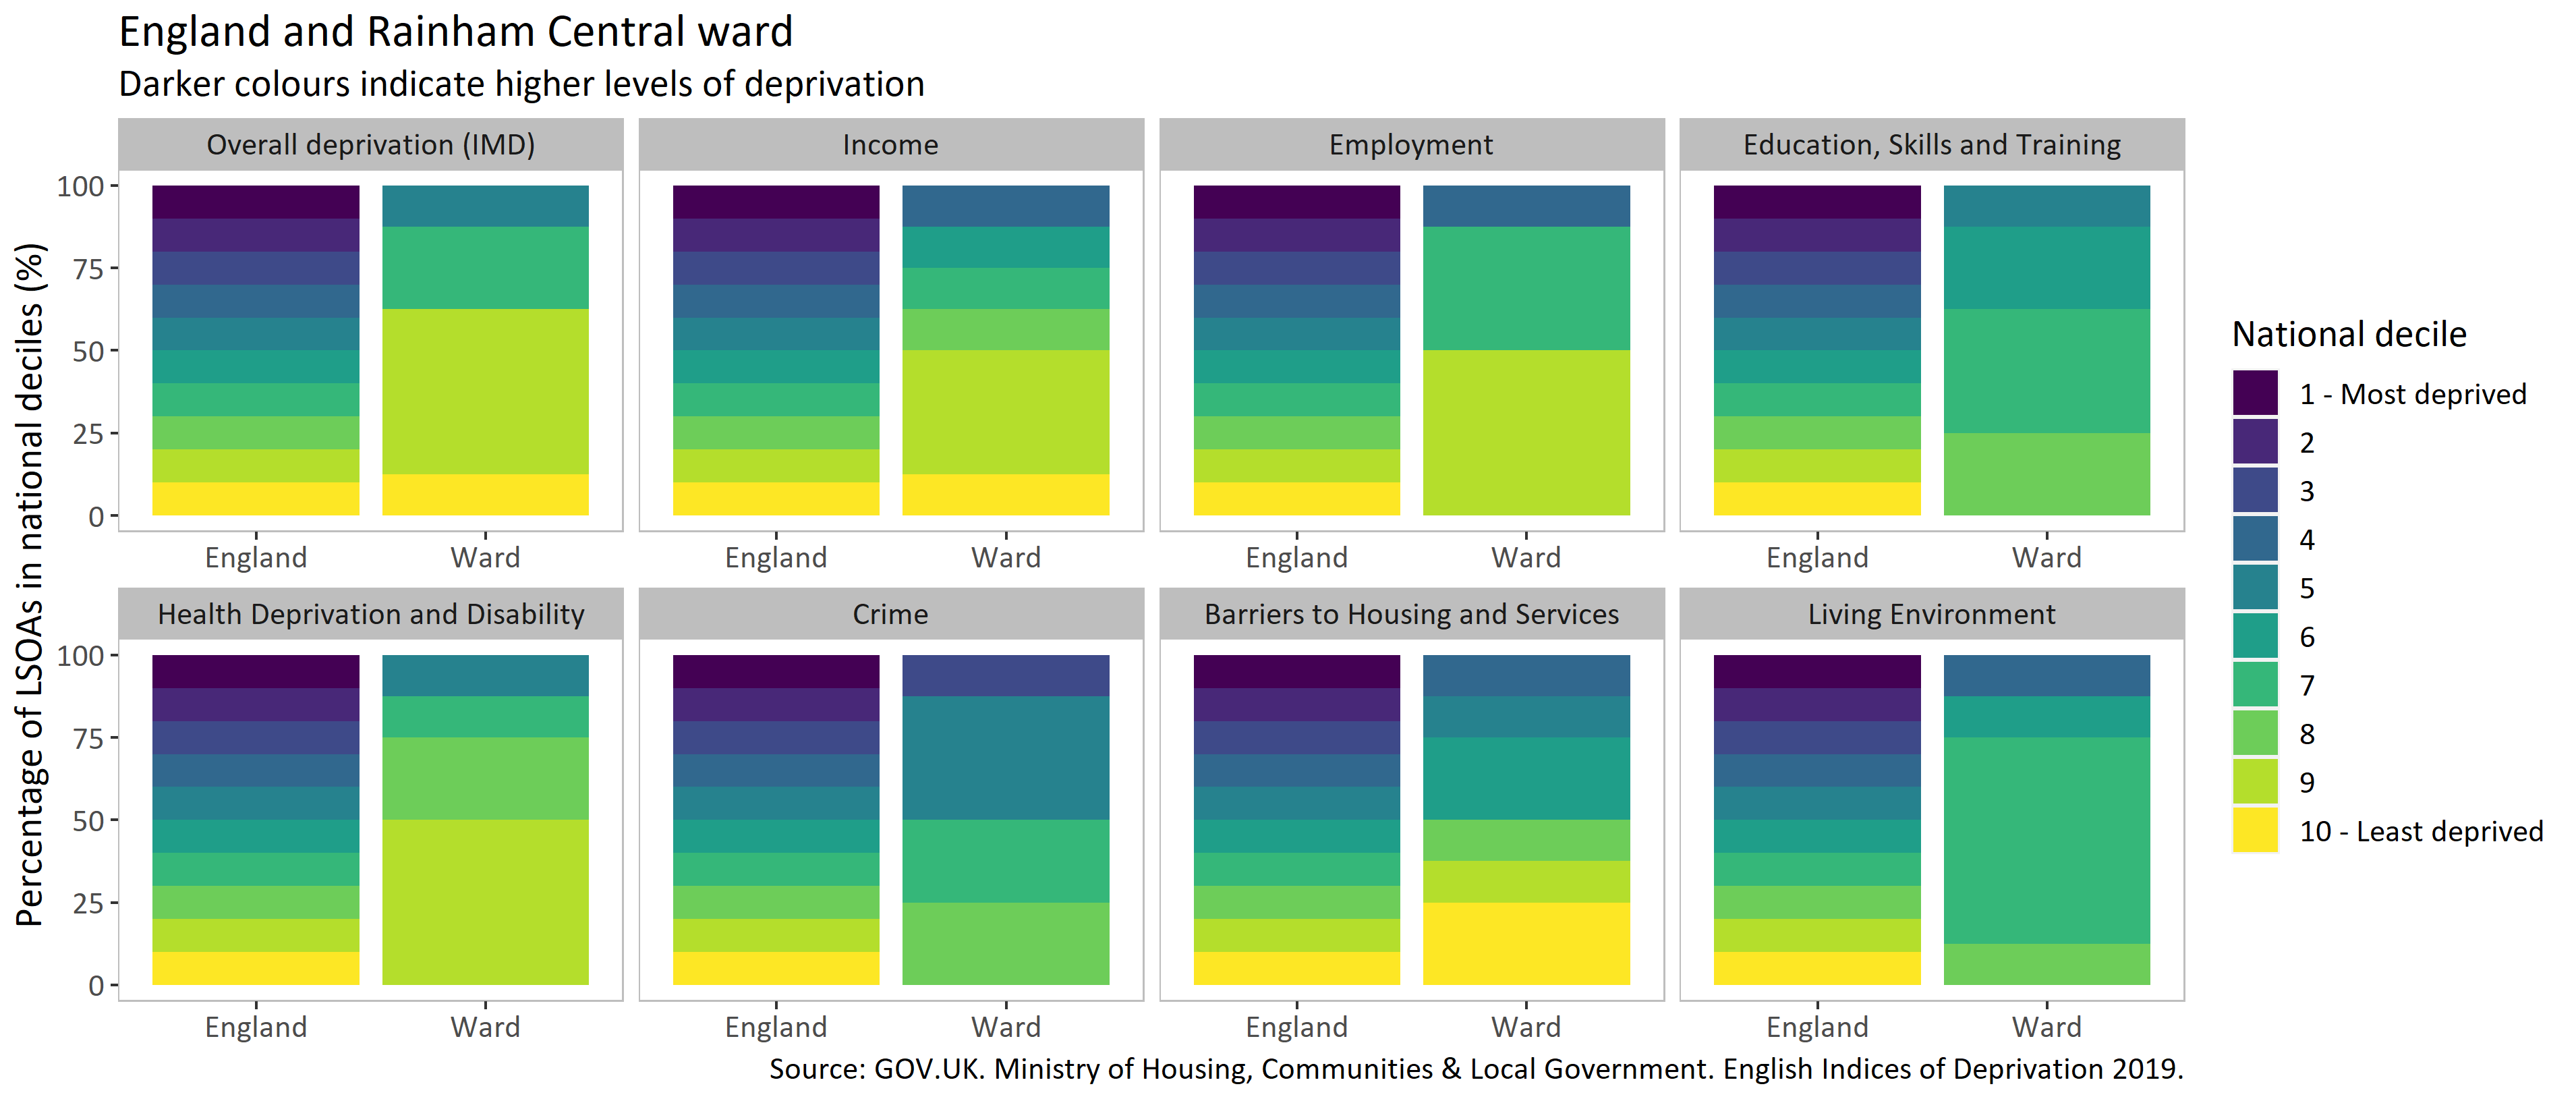 England and Rainham Central ward
Darker colours indicate higher levels of deprivation
Percentage of LSOAs in national deciles (%)
Overall deprivation (IMD)
Income
Employment
Education, Skills and Training
100
75
50
25
0
England
Ward
England
Ward
England
Ward
England
Ward
Health Deprivation and Disability
Crime
Barriers to Housing and Services
Living Environment
100
75
50
25
0
England
Ward
England
Ward
England
Ward
England
Ward
National decile
1 - Most deprived
2
3
4
5
6
7
8
9
10 - Least deprived
Source: GOV.UK. Ministry of Housing, Communities & Local Government. English Indices of Deprivation 2019.